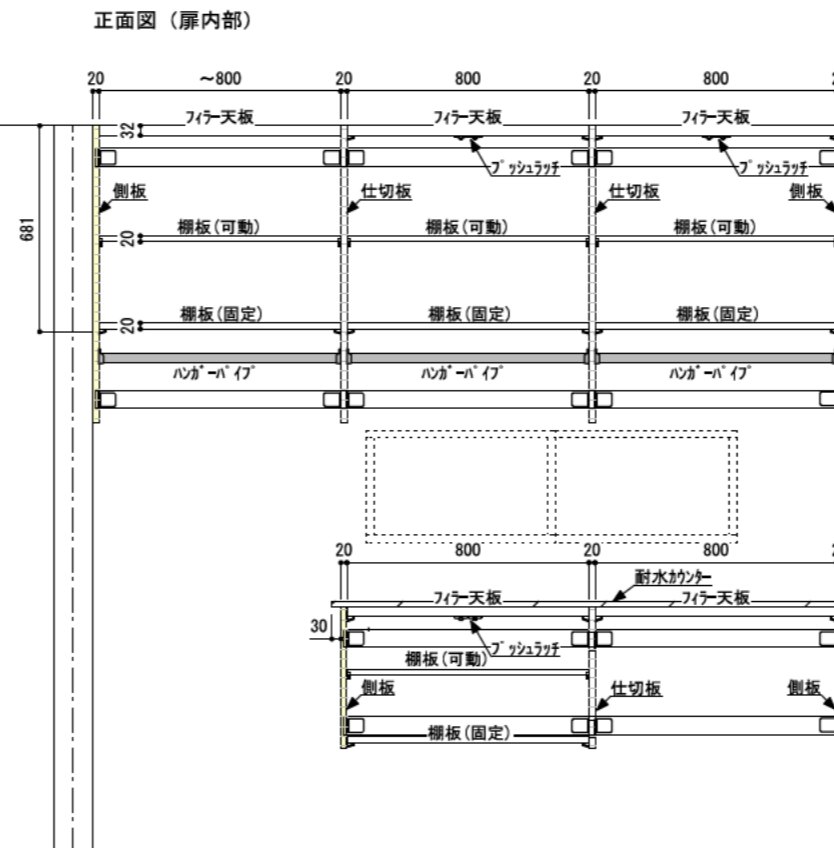 正面図（扉内部）
20 ～800 20 800 20 800 2
フィラー天板 フィラー天板 フィラー天板
32
プッシュラッチ プッシュラッチ
側板 仕切板 仕切板 側板
681
棚板(可動) 棚板(可動) 棚板(可動)
20
棚板(固定) 棚板(固定) 棚板(固定)
20
ハンガーパイプ ハンガーパイプ ハンガーパイプ
20 800 20 800 2
耐水カウンター
フィラー天板 フィラー天板
30
プッシュラッチ
棚板(可動)
側板 仕切板 側板
棚板(固定)